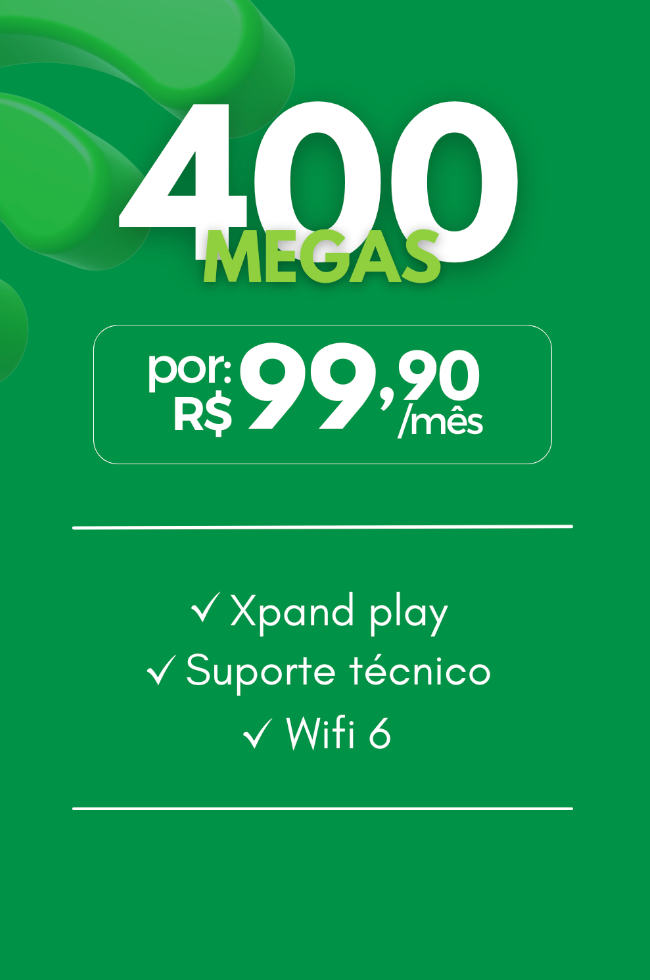 400
MEGAS
por:
R$ 99,90
/mês
✓ Xpand play
✓ Suporte técnico
✓ Wifi 6